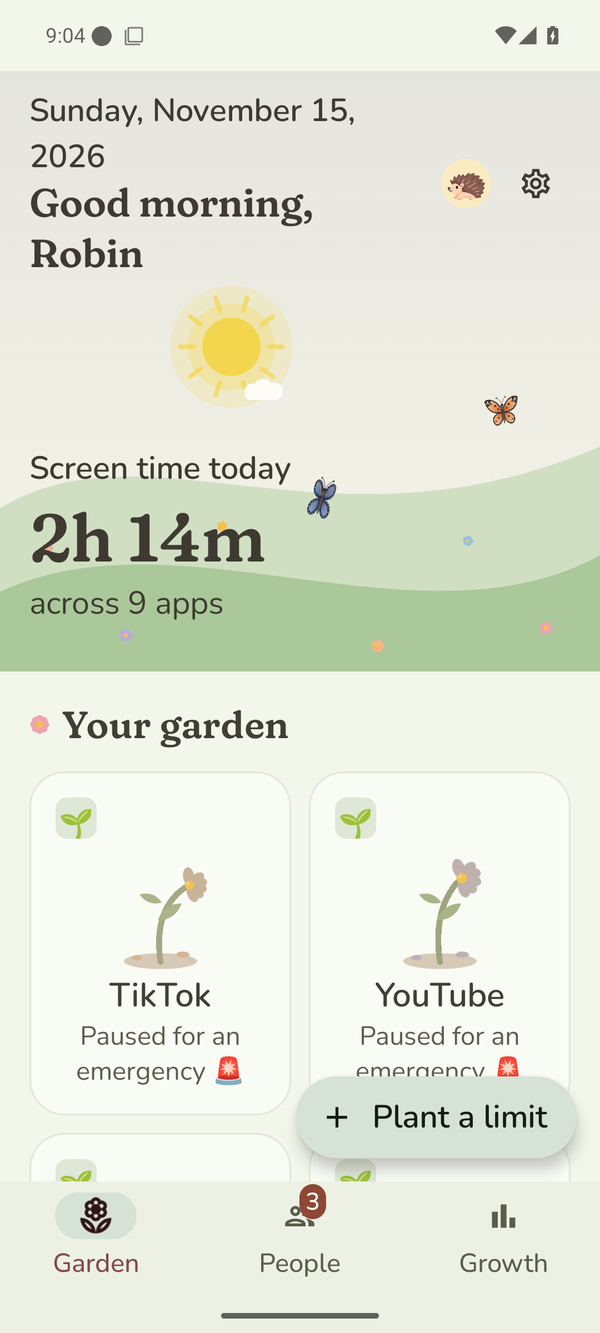 9:04
Sunday, November 15,
2026
Good morning,
Robin
Screen time today
2h 14m
across 9 apps
Your garden
TikTok
Paused for an
emergency 🚨
YouTube
Paused for an
emergency 🚨
+ Plant a limit
3
Garden
People
Growth